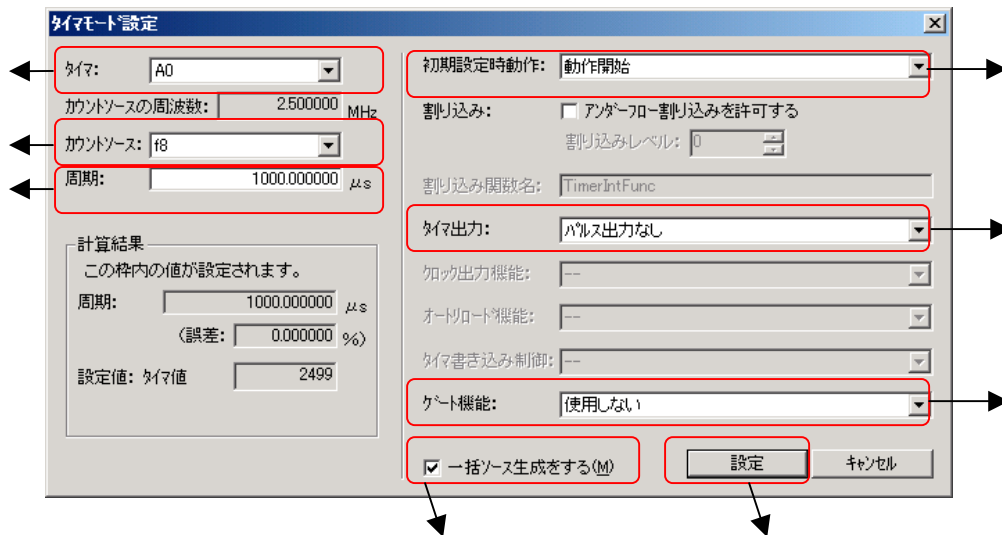 タイマモード設定
タイマ: A0
カウントソースの周波数: 2.500000 MHz
カウントソース: f8
周期: 1000.000000 μs
計算結果
この枠内の値が設定されます。
周期: 1000.000000 μs
(誤差: 0.000000 %)
設定値: タイマ値 2499
初期設定時動作: 動作開始
割り込み: アンダーフロー割り込みを許可する
割り込みレベル: 0
割り込み関数名: TimerIntFunc
タイマ出力: パルス出力なし
クロック出力機能: --
オートリロード機能: --
タイマ書き込み制御: --
ゲート機能: 使用しない
一括ソース生成をする(M)
設定
キャンセル